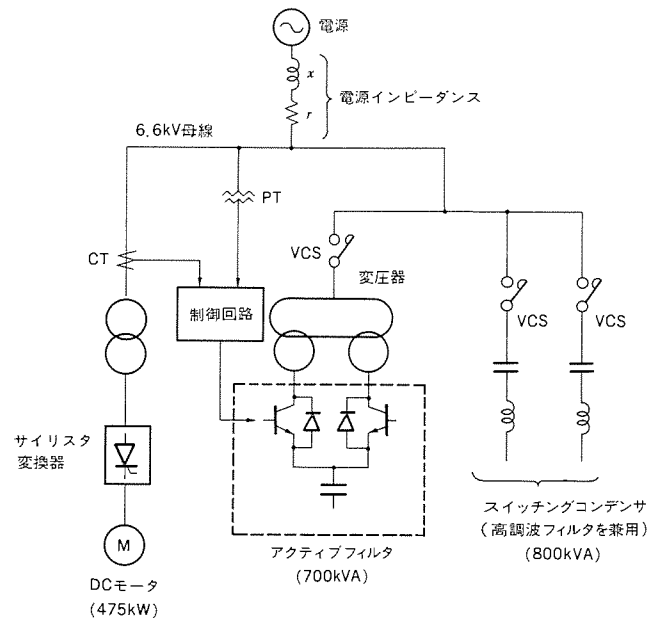 電源
x
r
電源インピーダンス
6.6kV母線
PT
CT
VCS
変圧器
制御回路
VCS
VCS
サイリスタ
変換器
M
DCモータ
(475kW)
アクティブフィルタ
(700kVA)
スイッチングコンデンサ
(高調波フィルタを兼用)
(800kVA)